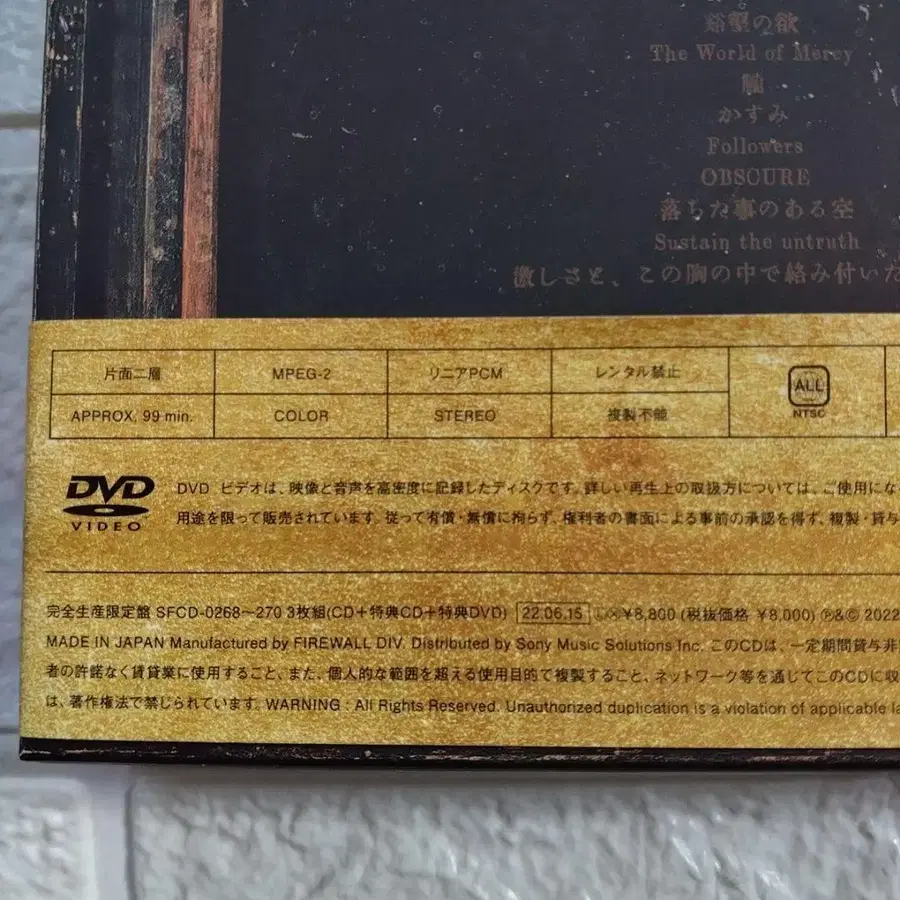 谿壑の欲
The World of Mercy
朧
かすみ
Followers
OBSCURE
落ちた事のある空
Sustain the untruth
激しさと、この胸の中で絡み付いた
片面二層 MPEG-2 リニアPCM レンタル禁止 ALL
APPROX. 99 min. COLOR STEREO 複製不能 NTSC
DVD VIDEO
DVD ビデオは、映像と音声を高密度に記録したディスクです。詳しい再生上の取扱方については、ご使用にな
用途を限って販売されています。従って有償・無償に拘らず、権利者の書面による事前の承認を得ず、複製・貸与
完全生産限定盤 SFCD-0268〜270 3枚組(CD+特典CD+特典DVD) 22.06.15 ¥8,800 (税抜価格 ¥8,000) ℗&© 2022
MADE IN JAPAN Manufactured by FIREWALL DIV. Distributed by Sony Music Solutions Inc. このCDは、一定期間貸与非
者の許諾なく賃貸業に使用すること、また、個人的な範囲を超える使用目的で複製すること、ネットワーク等を通じてこのCDに収
は、著作権法で禁じられています。WARNING : All Rights Reserved. Unauthorized duplication is a violation of applicable la